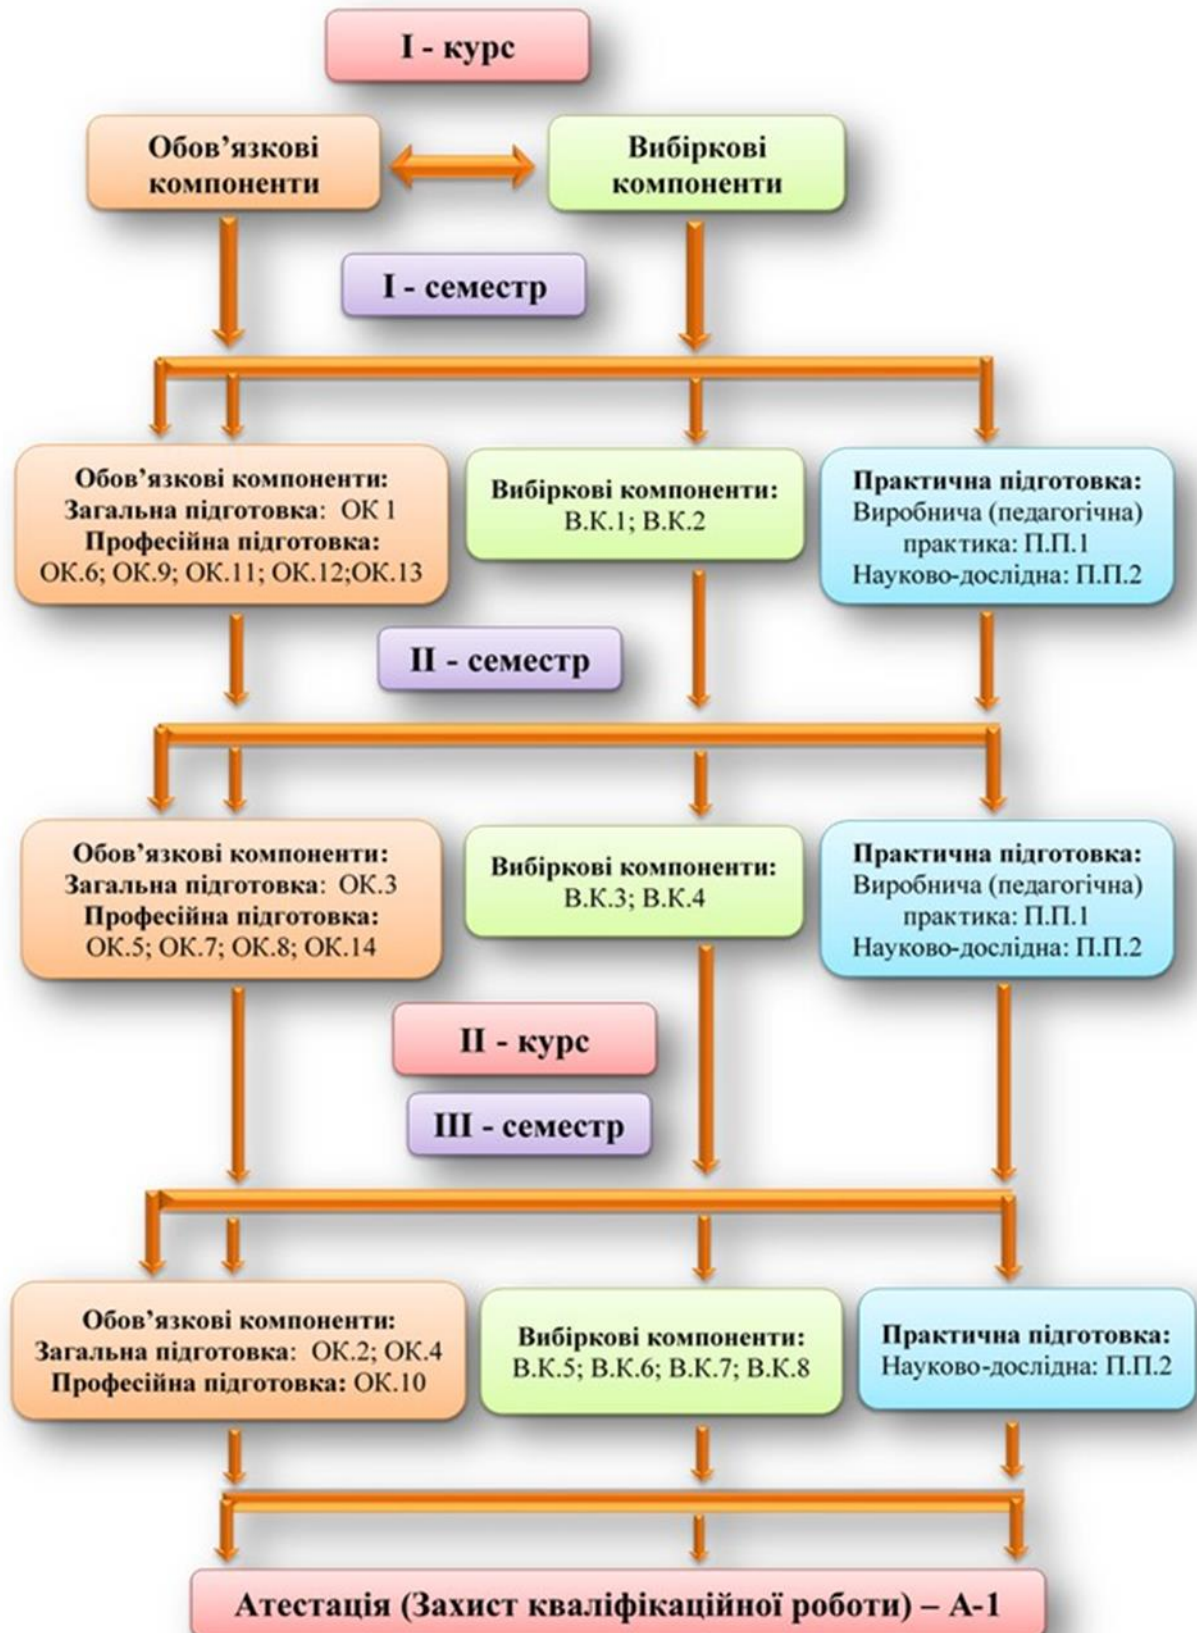 I - курс
Обов’язкові
компоненти
Вибіркові
компоненти
I - семестр
Обов’язкові компоненти:
Загальна підготовка: ОК 1
Професійна підготовка:
ОК.6; ОК.9; ОК.11; ОК.12;ОК.13
Вибіркові компоненти:
В.К.1; В.К.2
Практична підготовка:
Виробнича (педагогічна)
практика: П.П.1
Науково-дослідна: П.П.2
II - семестр
Обов’язкові компоненти:
Загальна підготовка: ОК.3
Професійна підготовка:
ОК.5; ОК.7; ОК.8; ОК.14
Вибіркові компоненти:
В.К.3; В.К.4
Практична підготовка:
Виробнича (педагогічна)
практика: П.П.1
Науково-дослідна: П.П.2
II - курс
III - семестр
Обов’язкові компоненти:
Загальна підготовка: ОК.2; ОК.4
Професійна підготовка: ОК.10
Вибіркові компоненти:
В.К.5; В.К.6; В.К.7; В.К.8
Практична підготовка:
Науково-дослідна: П.П.2
Атестація (Захист кваліфікаційної роботи) – А-1